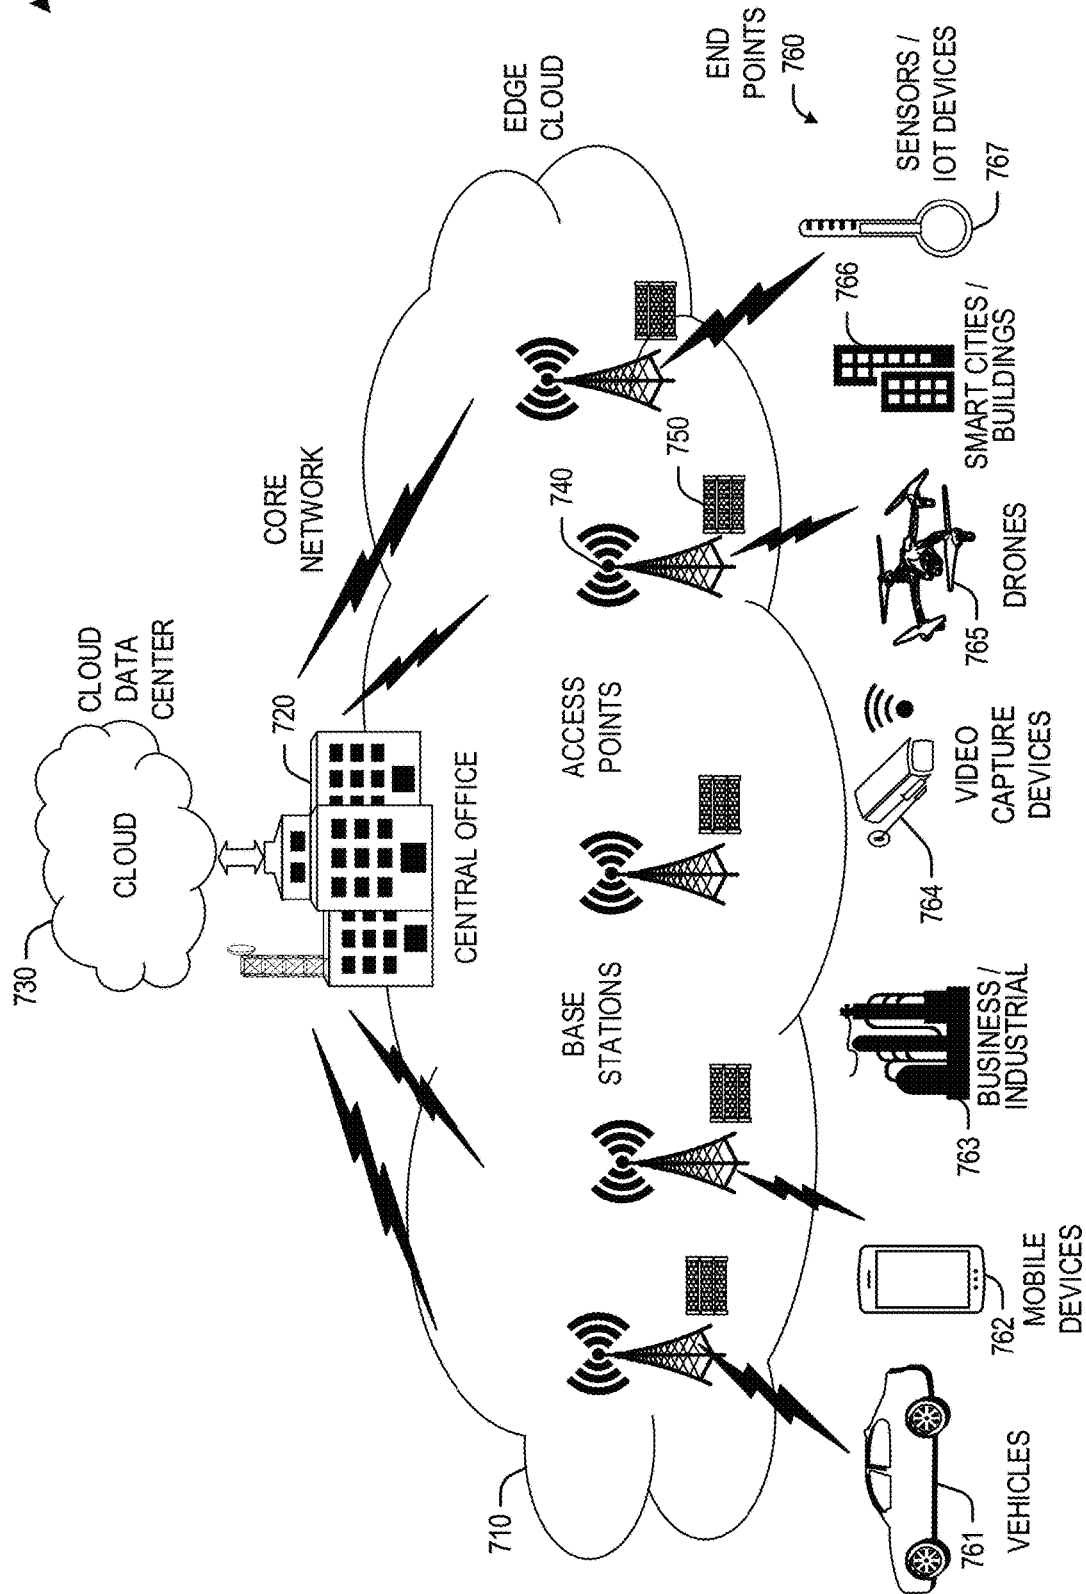 730
CLOUD
CLOUD
DATA
CENTER
720
CENTRAL OFFICE
CORE
NETWORK
EDGE
CLOUD
710
BASE
STATIONS
ACCESS
POINTS
740
750
END
POINTS
760
761
VEHICLES
762
MOBILE
DEVICES
763
BUSINESS /
INDUSTRIAL
764
VIDEO
CAPTURE
DEVICES
765
DRONES
766
SMART CITIES /
BUILDINGS
SENSORS /
IOT DEVICES
767